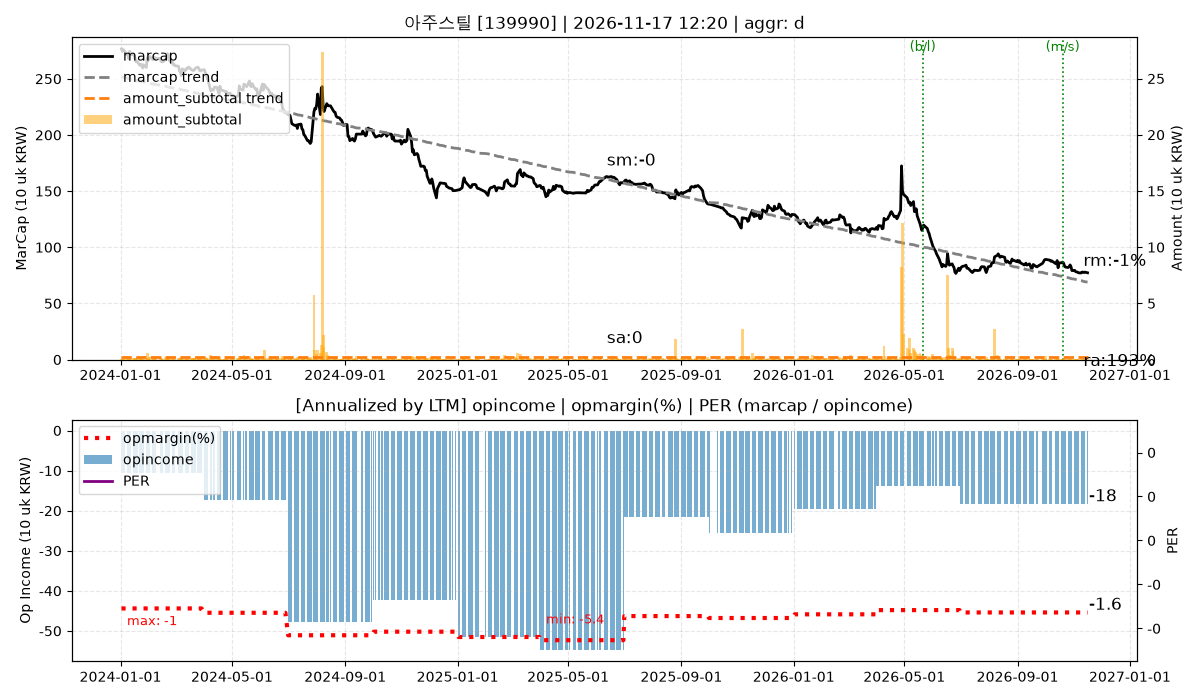 아주스틸 [139990] | 2026-11-17 12:20 | aggr: d
marcap
marcap trend
amount_subtotal trend
amount_subtotal
(b/l)
(m/s)
sm:-0
sa:0
rm:-1%
ra:193%
MarCap (10 uk KRW)
250
200
150
100
50
0
Amount (10 uk KRW)
25
20
15
10
5
0
2024-01-01 2024-05-01 2024-09-01 2025-01-01 2025-05-01 2025-09-01 2026-01-01 2026-05-01 2026-09-01 2027-01-01
[Annualized by LTM] opincome | opmargin(%) | PER (marcap / opincome)
opmargin(%)
opincome
PER
max: -1
min: -5.4
-18
-1.6
Op Income (10 uk KRW)
0
-10
-20
-30
-40
-50
PER
0
0
0
-0
-0
2024-01-01 2024-05-01 2024-09-01 2025-01-01 2025-05-01 2025-09-01 2026-01-01 2026-05-01 2026-09-01 2027-01-01